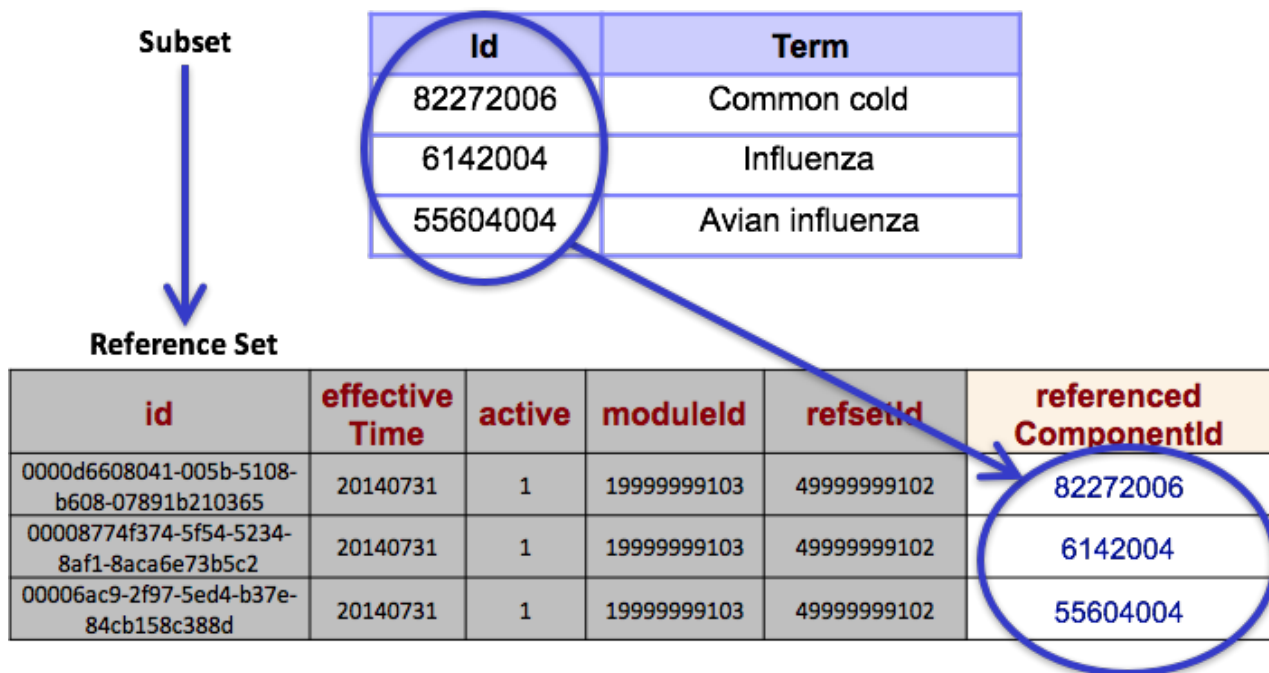 Subset
Id Term
82272006 Common cold
6142004 Influenza
55604004 Avian influenza
Reference Set
id effective Time active moduleId refsetId referenced ComponentId
0000d6608041-005b-5108-
b608-07891b210365 20140731 1 19999999103 49999999102 82272006
00008774f374-5f54-5234-
8af1-8aca6e73b5c2 20140731 1 19999999103 49999999102 6142004
00006ac9-2f97-5ed4-b37e-
84cb158c388d 20140731 1 19999999103 49999999102 55604004